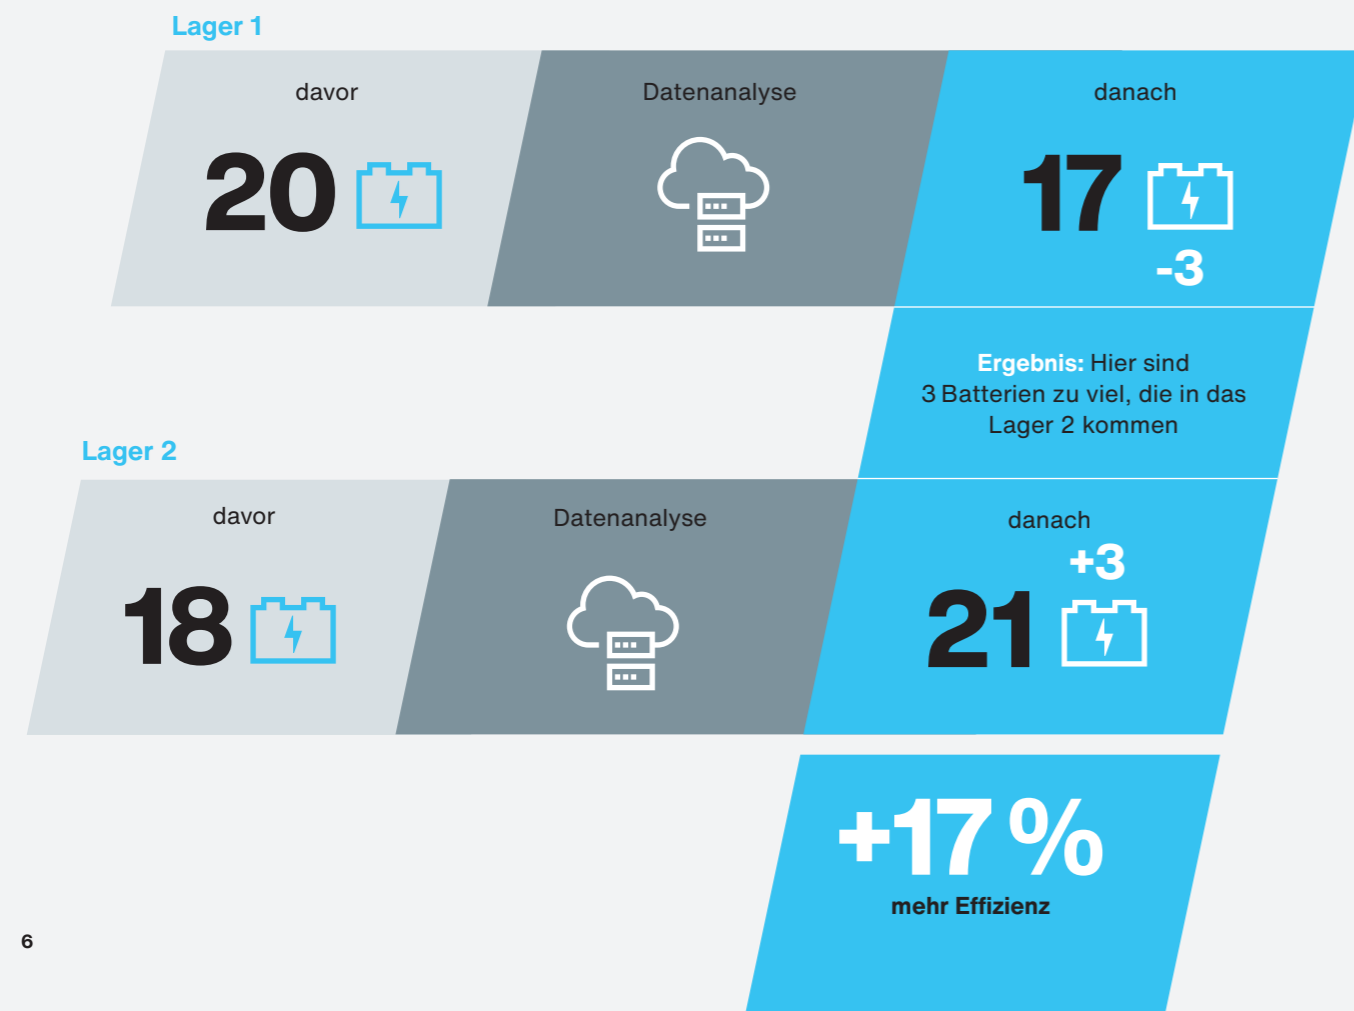 Lager 1
davor
Datenanalyse
danach
20
17
-3
Ergebnis: Hier sind
3 Batterien zu viel, die in das
Lager 2 kommen
Lager 2
davor
Datenanalyse
danach
+3
18
21
+17 %
mehr Effizienz
6